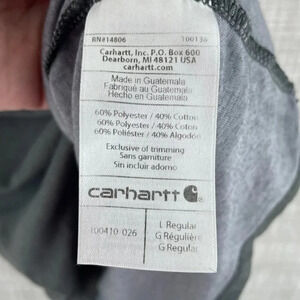 RN#14806 100136
Carhartt, Inc. P.O. Box 600
Dearborn, MI 48121 USA
carhartt.com
Made in Guatemala
Fabriqué au Guatemala
Hecho en Guatemala
60% Polyester / 40% Cotton
60% Polyester / 40% Coton
60% Poliéster / 40% Algodón
Exclusive of trimming
Sans garniture
Sin incluir adorno
carhartt
100410 026
L Regular
G Régulière
G Regular